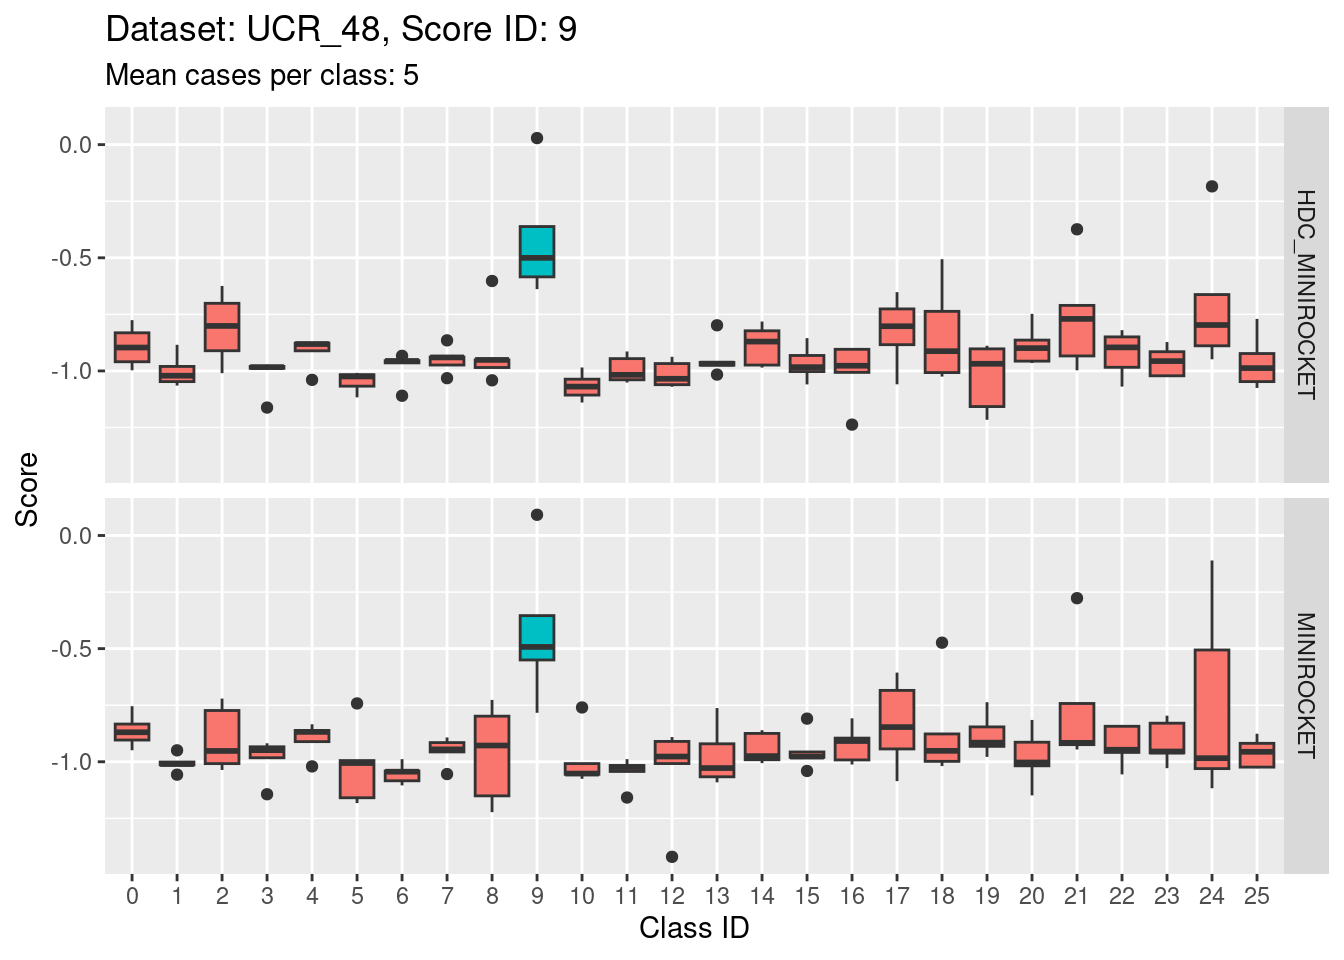 Dataset: UCR_48, Score ID: 9
Mean cases per class: 5
0.0
-0.5
-1.0
HDC_MINIROCKET
Score
0.0
-0.5
-1.0
MINIROCKET
0 1 2 3 4 5 6 7 8 9 10 11 12 13 14 15 16 17 18 19 20 21 22 23 24 25
Class ID